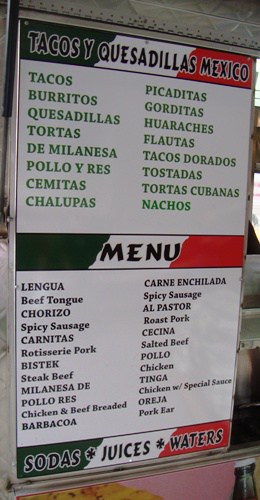 TACOS Y QUESADILLAS MEXICO
TACOS
BURRITOS
QUESADILLAS
TORTAS
DE MILANESA
POLLO Y RES
CEMITAS
CHALUPAS
PICADITAS
GORDITAS
HUARACHES
FLAUTAS
TACOS DORADOS
TOSTADAS
TORTAS CUBANAS
NACHOS
MENU
LENGUA
Beef Tongue
CHORIZO
Spicy Sausage
CARNITAS
Rotisserie Pork
BISTEK
Steak Beef
MILANESA DE
POLLO RES
Chicken & Beef Breaded
BARBACOA
CARNE ENCHILADA
Spicy Sausage
AL PASTOR
Roast Pork
CECINA
Salted Beef
POLLO
Chicken
TINGA
Chicken w/ Special Sauce
OREJA
Pork Ear
SODAS * JUICES * WATERS